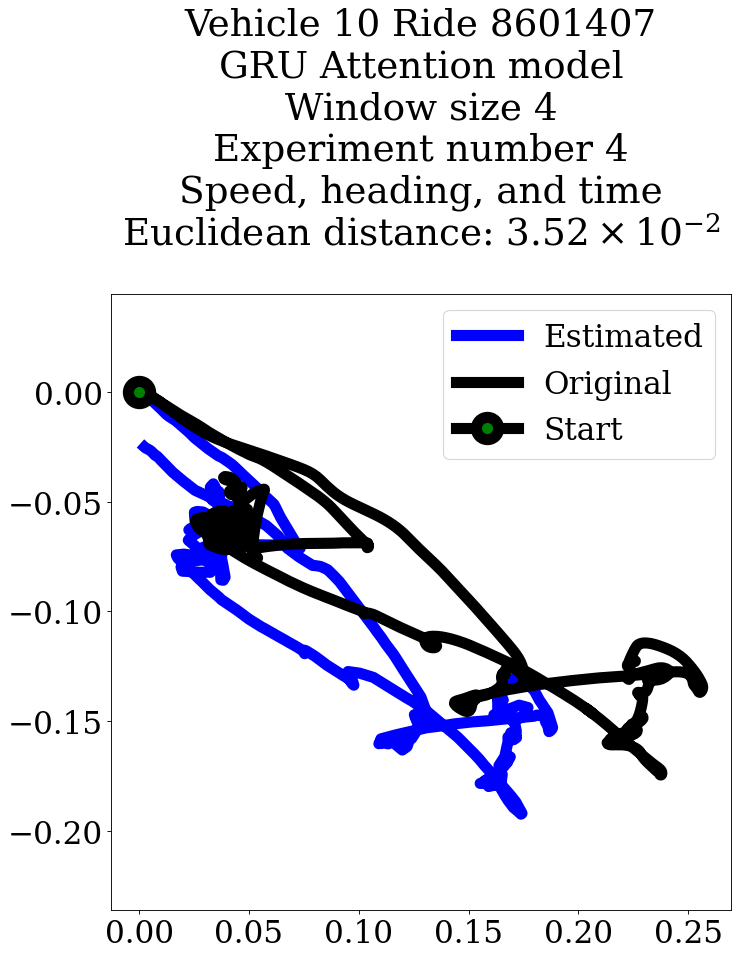 Vehicle 10 Ride 8601407
GRU Attention model
Window size 4
Experiment number 4
Speed, heading, and time
Euclidean distance: 3.52 × 10⁻²
Estimated
Original
Start
0.00
−0.05
−0.10
−0.15
−0.20
0.00 0.05 0.10 0.15 0.20 0.25